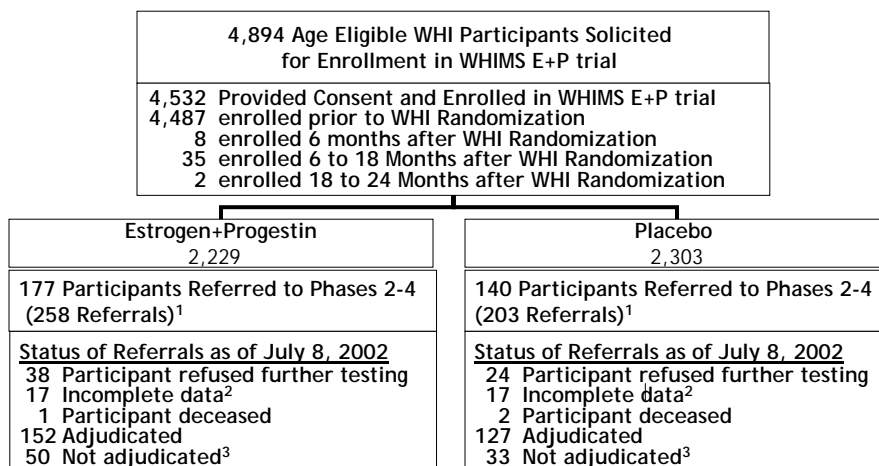 4,894 Age Eligible WHI Participants Solicited
for Enrollment in WHIMS E+P trial
4,532 Provided Consent and Enrolled in WHIMS E+P trial
4,487 enrolled prior to WHI Randomization
8 enrolled 6 months after WHI Randomization
35 enrolled 6 to 18 Months after WHI Randomization
2 enrolled 18 to 24 Months after WHI Randomization
Estrogen+Progestin
2,229
177 Participants Referred to Phases 2-4
(258 Referrals)1
Status of Referrals as of July 8, 2002
38 Participant refused further testing
17 Incomplete data2
1 Participant deceased
152 Adjudicated
50 Not adjudicated3
Placebo
2,303
140 Participants Referred to Phases 2-4
(203 Referrals)1
Status of Referrals as of July 8, 2002
24 Participant refused further testing
17 Incomplete data2
2 Participant deceased
127 Adjudicated
33 Not adjudicated3